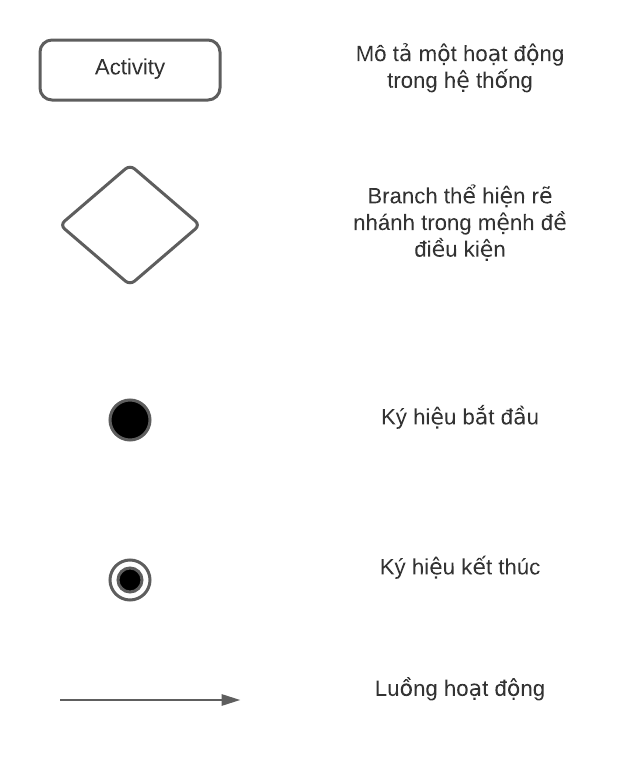 Activity
Mô tả một hoạt động
trong hệ thống
Branch thể hiện rẽ
nhánh trong mệnh đề
điều kiện
Ký hiệu bắt đầu
Ký hiệu kết thúc
Luồng hoạt động